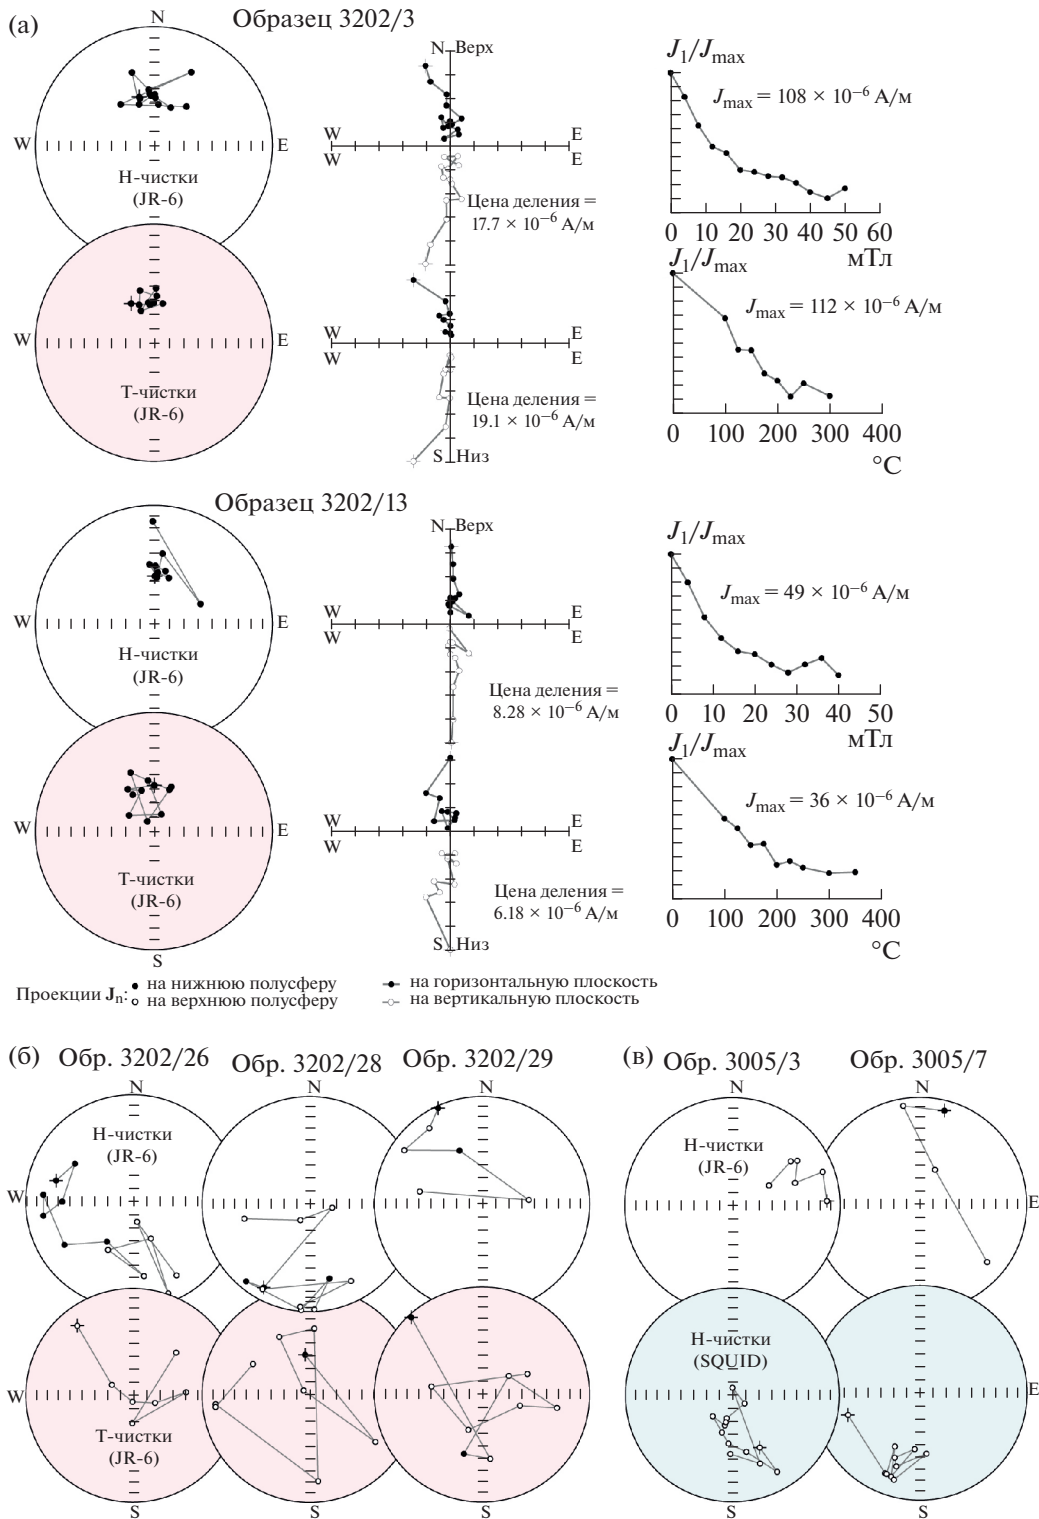 (а)
Образец 3202/3
N
W
E
Н-чистки
(JR-6)
W
E
Т-чистки
(JR-6)
N Верх
W
E
W
E
Цена деления =
17.7 × 10⁻⁶ А/м
W
E
W
E
Цена деления =
19.1 × 10⁻⁶ А/м
S Низ
J₁/Jmax
Jmax = 108 × 10⁻⁶ А/м
0 10 20 30 40 50 60
мТл
J₁/Jmax
Jmax = 112 × 10⁻⁶ А/м
0 100 200 300 400
°C
Образец 3202/13
W
E
Н-чистки
(JR-6)
W
E
Т-чистки
(JR-6)
S
N Верх
W
E
W
E
Цена деления =
8.28 × 10⁻⁶ А/м
W
E
W
E
Цена деления =
6.18 × 10⁻⁶ А/м
S Низ
J₁/Jmax
Jmax = 49 × 10⁻⁶ А/м
0 10 20 30 40 50
мТл
J₁/Jmax
Jmax = 36 × 10⁻⁶ А/м
0 100 200 300 400
°C
Проекции Jn:
на нижнюю полусферу
на верхнюю полусферу
на горизонтальную плоскость
на вертикальную плоскость
(б)
Обр. 3202/26
Обр. 3202/28
Обр. 3202/29
N
N
N
Н-чистки
(JR-6)
W
W
Т-чистки
(JR-6)
S
S
S
(в)
Обр. 3005/3
Обр. 3005/7
N
N
Н-чистки
(JR-6)
E
Н-чистки
(SQUID)
E
S
S